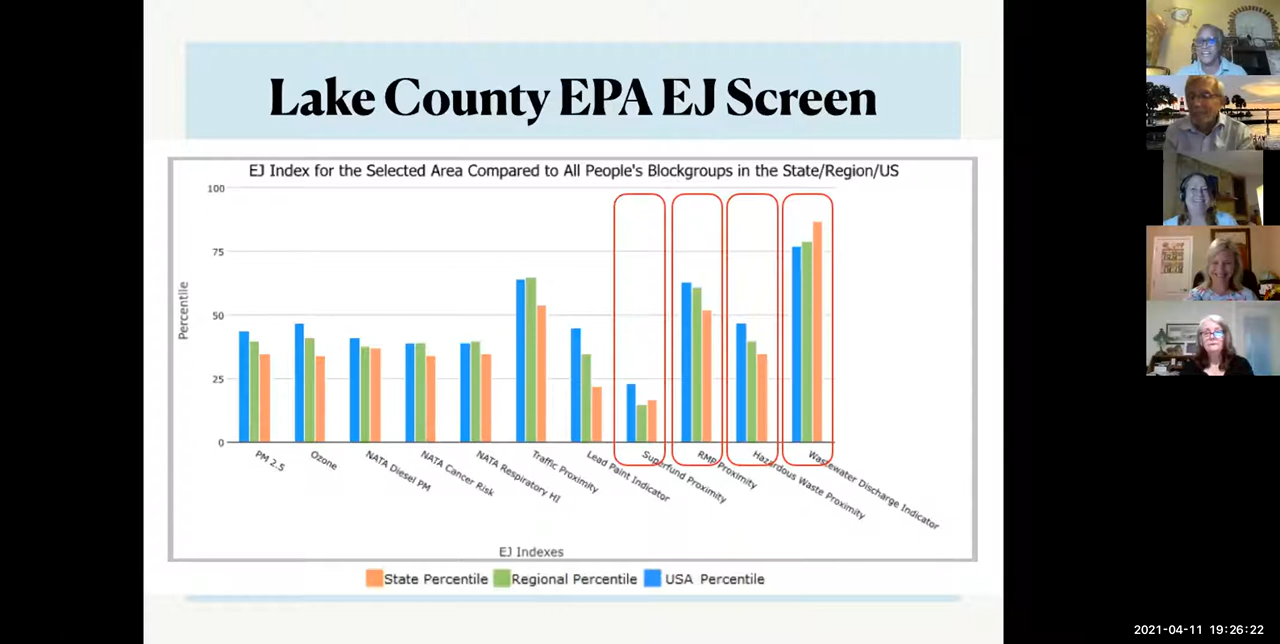 Lake County EPA EJ Screen
EJ Index for the Selected Area Compared to All People's Blockgroups in the State/Region/US
100
75
50
25
0
Percentile
PM 2.5
Ozone
NATA Diesel PM
NATA Cancer Risk
NATA Respiratory HI
Traffic Proximity
Lead Paint Indicator
Superfund Proximity
RMP Proximity
Hazardous Waste Proximity
Wastewater Discharge Indicator
EJ Indexes
State Percentile Regional Percentile USA Percentile
2021-04-11 19:26:22